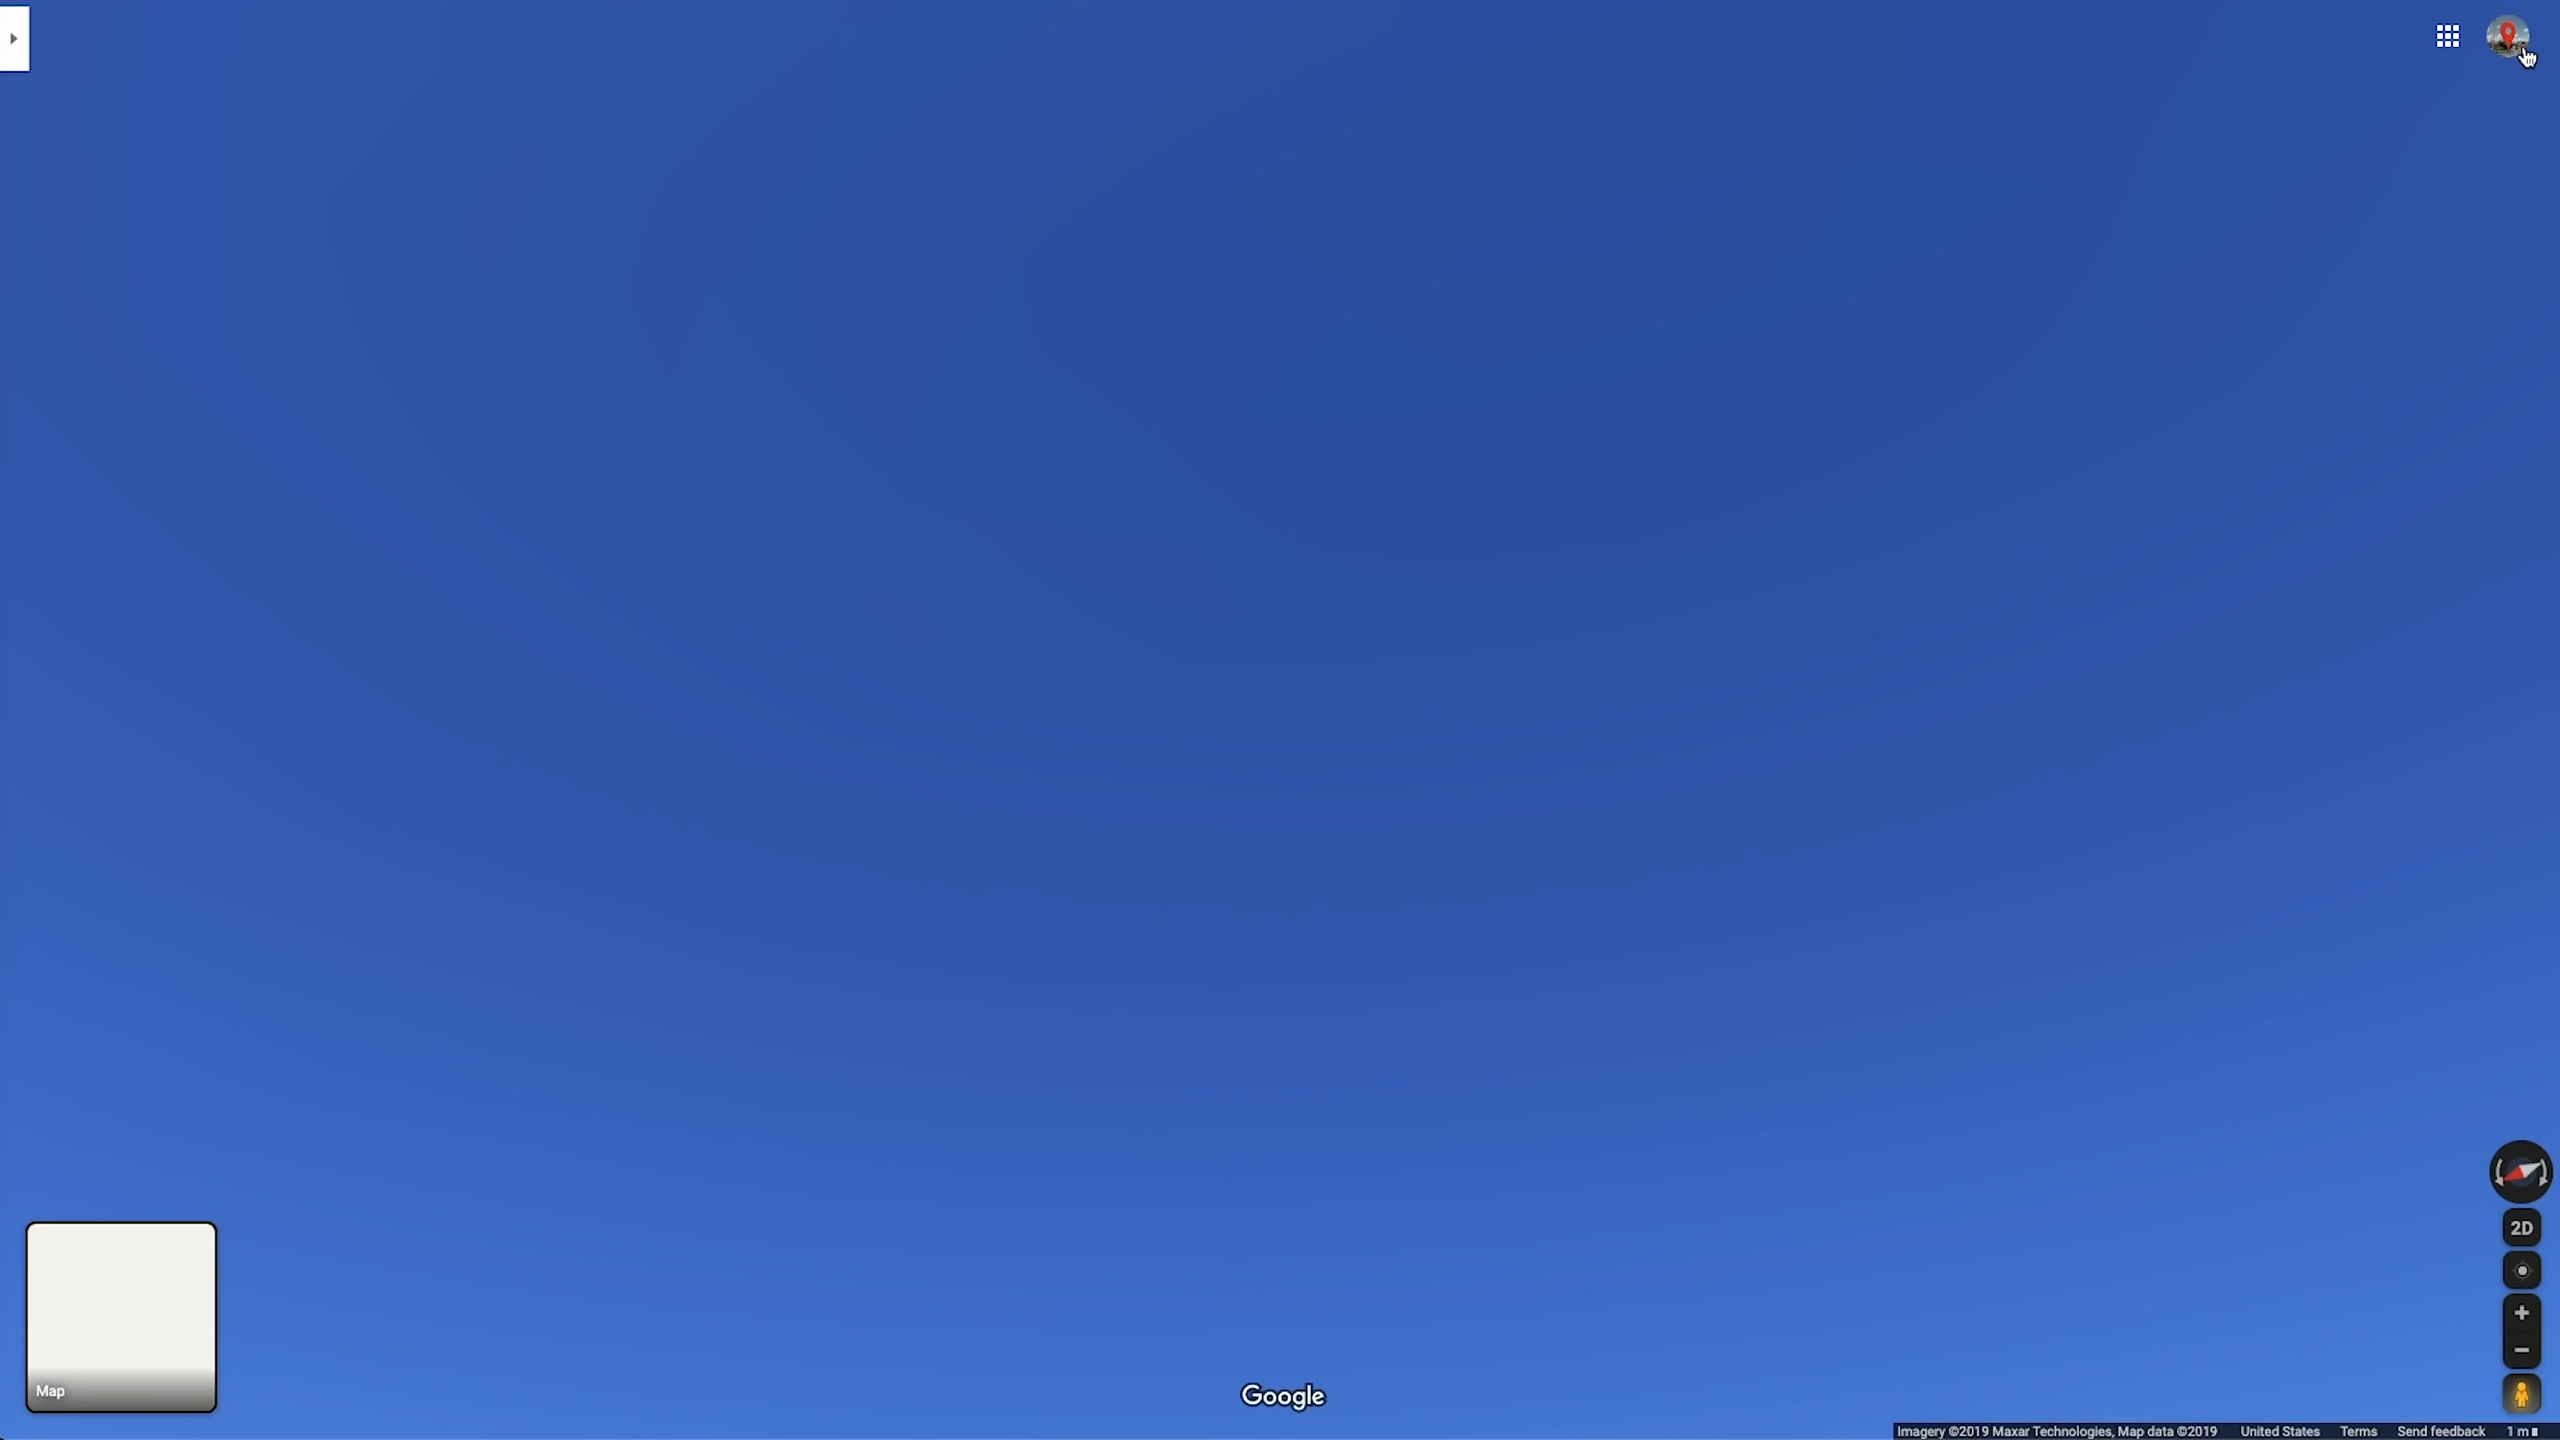 2D
Map
Google
Imagery ©2019 Maxar Technologies, Map data ©2019 United States Terms Send feedback 1 m